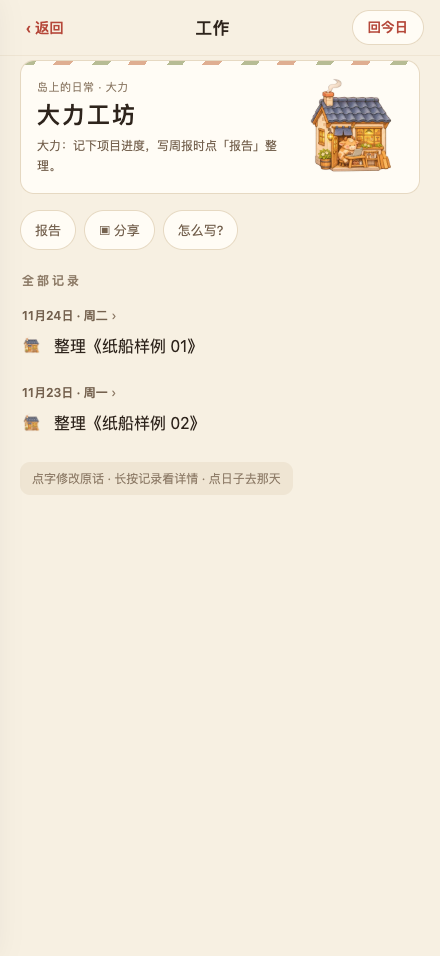 ‹ 返回
工作
回今日
岛上的日常 · 大力
大力工坊
大力：记下项目进度，写周报时点「报告」整
理。
报告
▣ 分享
怎么写?
全部记录
11月24日 · 周二 ›
整理《纸船样例 01》
11月23日 · 周一 ›
整理《纸船样例 02》
点字修改原话 · 长按记录看详情 · 点日子去那天